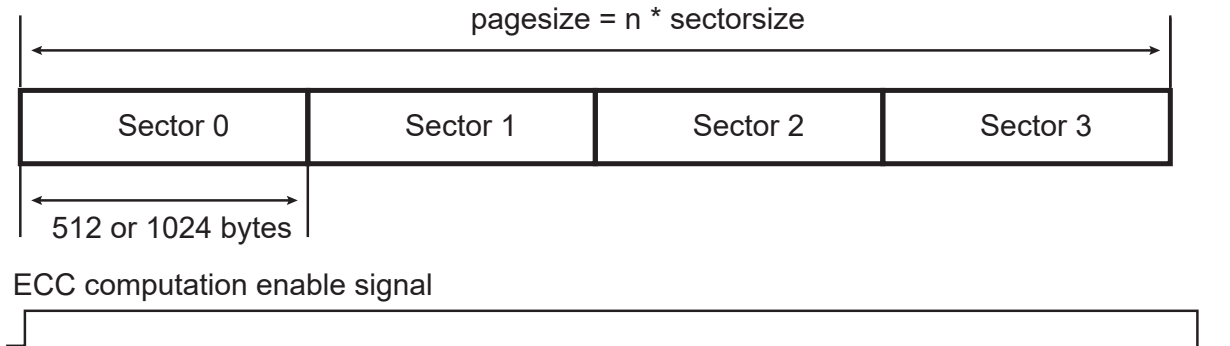 pagesize = n * sectorsize
Sector 0 Sector 1 Sector 2 Sector 3
512 or 1024 bytes
ECC computation enable signal